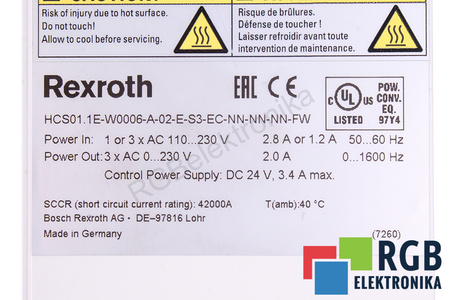 Risk of injury due to hot surface.
Do not touch!
Allow to cool before servicing.
Risque de brûlures.
Défense de toucher !
Laisser refroidir avant toute
intervention de maintenance.
Rexroth
EAC CE
C UL US
LISTED
POW.
CONV.
EQ.
97Y4
HCS01.1E-W0006-A-02-E-S3-EC-NN-NN-NN-FW
Power In: 1 or 3 x AC 110...230 V 2.8 A or 1.2 A 50...60 Hz
Power Out: 3 x AC 0...230 V 2.0 A 0...1600 Hz
Control Power Supply: DC 24 V, 3.4 A max.
SCCR (short circuit current rating): 42000A T(amb):40 °C
Bosch Rexroth AG • DE–97816 Lohr
Made in Germany (7260)
RGBelektronika
RGB
ELEKTRONIKA